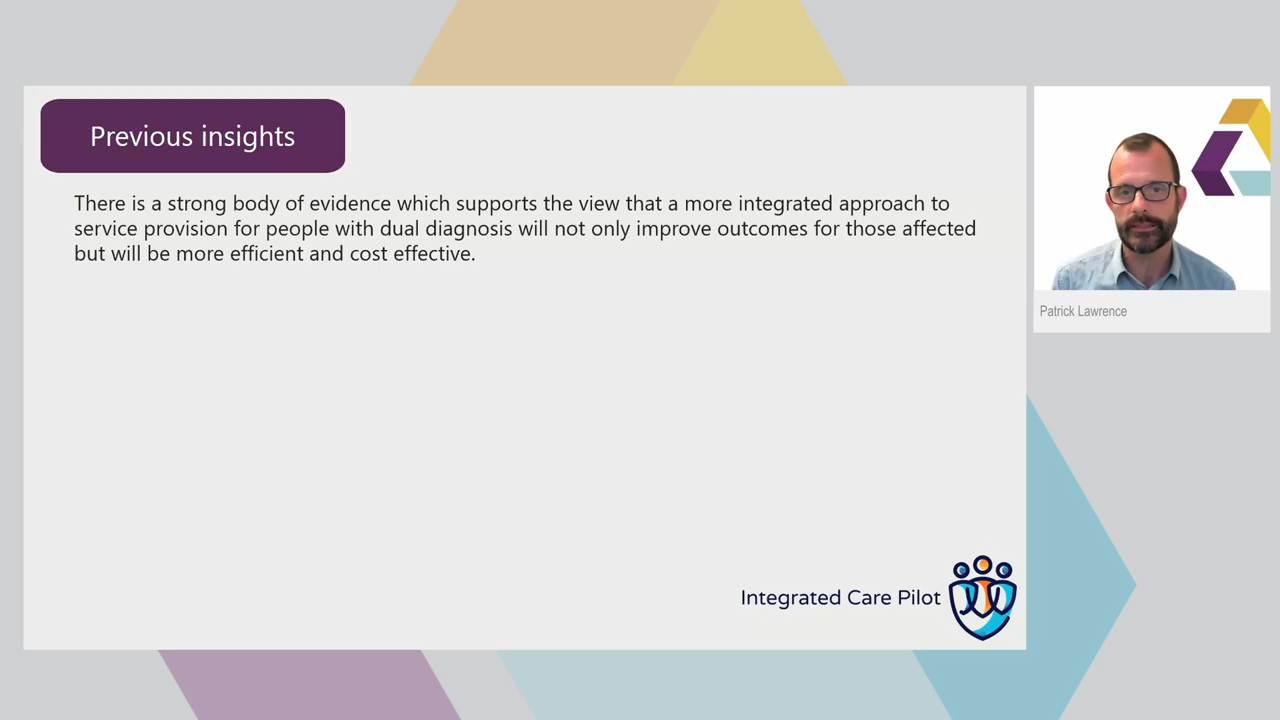 Previous insights
There is a strong body of evidence which supports the view that a more integrated approach to
service provision for people with dual diagnosis will not only improve outcomes for those affected
but will be more efficient and cost effective.
Patrick Lawrence
Integrated Care Pilot